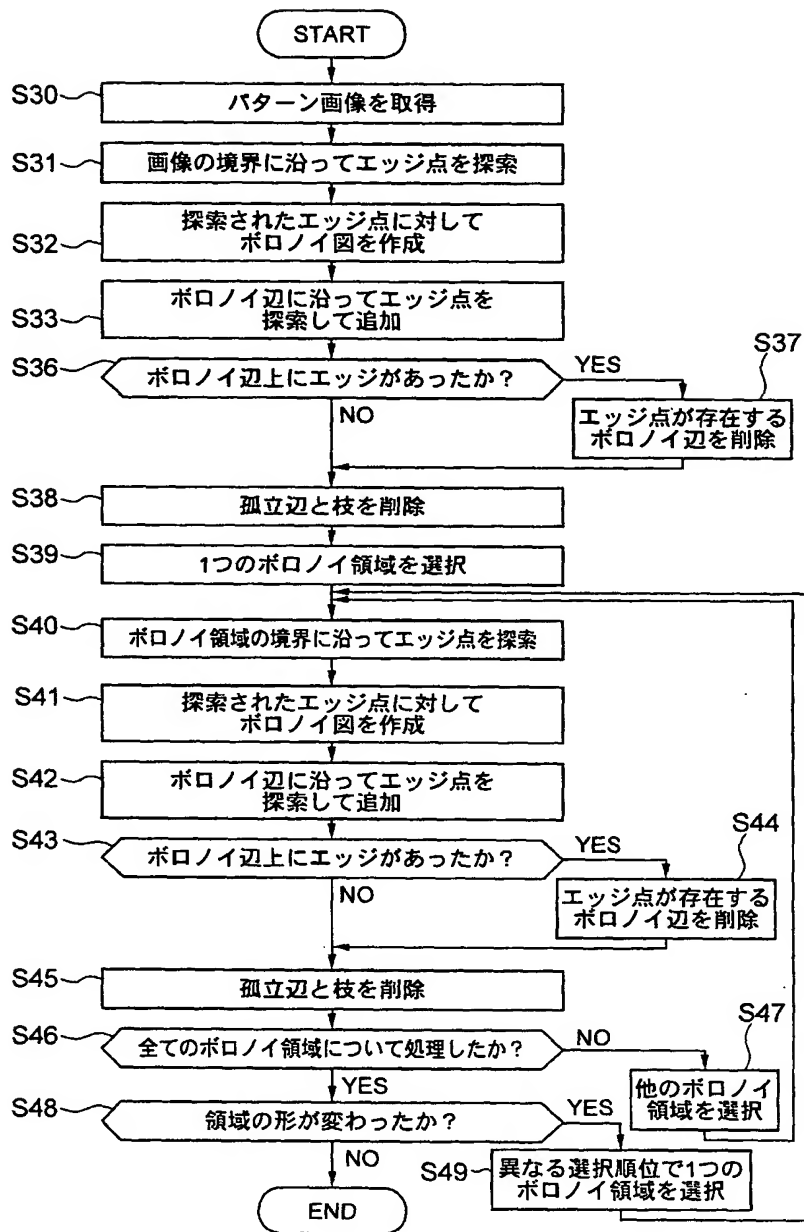 START
S30
パターン画像を取得
S31
画像の境界に沿ってエッジ点を探索
S32
探索されたエッジ点に対して
ボロノイ図を作成
S33
ボロノイ辺に沿ってエッジ点を
探索して追加
S36
ボロノイ辺上にエッジがあったか？
YES
S37
エッジ点が存在する
ボロノイ辺を削除
NO
S38
孤立辺と枝を削除
S39
1つのボロノイ領域を選択
S40
ボロノイ領域の境界に沿ってエッジ点を探索
S41
探索されたエッジ点に対して
ボロノイ図を作成
S42
ボロノイ辺に沿ってエッジ点を
探索して追加
S43
ボロノイ辺上にエッジがあったか？
YES
S44
エッジ点が存在する
ボロノイ辺を削除
NO
S45
孤立辺と枝を削除
S46
全てのボロノイ領域について処理したか？
NO
S47
他のボロノイ
領域を選択
YES
S48
領域の形が変わったか？
YES
S49
異なる選択順位で1つの
ボロノイ領域を選択
NO
END